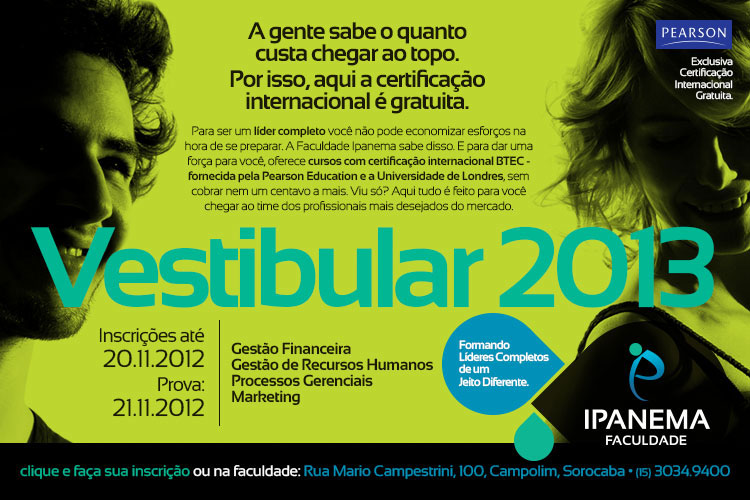 A gente sabe o quanto
custa chegar ao topo.
Por isso, aqui a certificação
internacional é gratuita.
PEARSON
Exclusiva
Certificação
Internacional
Gratuita.
Para ser um líder completo você não pode economizar esforços na
hora de se preparar. A Faculdade Ipanema sabe disso. E para dar uma
força para você, oferece cursos com certificação internacional BTEC -
fornecida pela Pearson Education e a Universidade de Londres, sem
cobrar nem um centavo a mais. Viu só? Aqui tudo é feito para você
chegar ao time dos profissionais mais desejados do mercado.
Vestibular 2013
Inscrições até
20.11.2012
Prova:
21.11.2012
Gestão Financeira
Gestão de Recursos Humanos
Processos Gerenciais
Marketing
Formando
Líderes Completos
de um
Jeito Diferente.
IPANEMA
FACULDADE
clique e faça sua inscrição ou na faculdade: Rua Mario Campestrini, 100, Campolim, Sorocaba • (15) 3034.9400